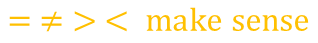 = ≠ > < make sense